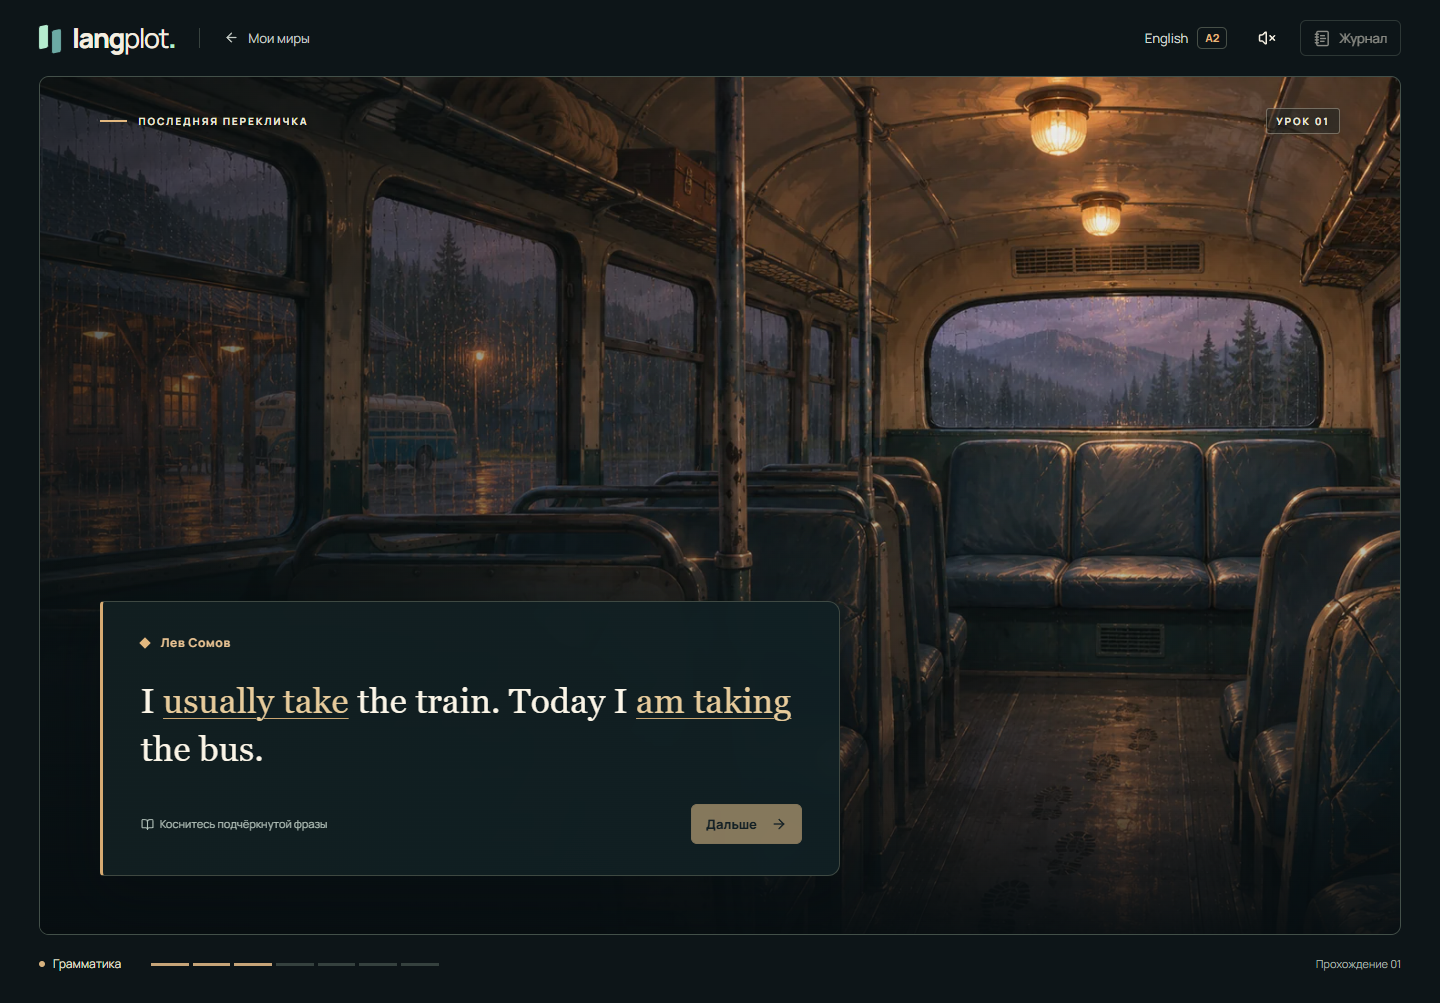 langplot.
Мои миры
English A2
Журнал
ПОСЛЕДНЯЯ ПЕРЕКЛИЧКА
УРОК 01
Лев Сомов
I usually take the train. Today I am taking
the bus.
Коснитесь подчёркнутой фразы
Дальше
Грамматика
Прохождение 01